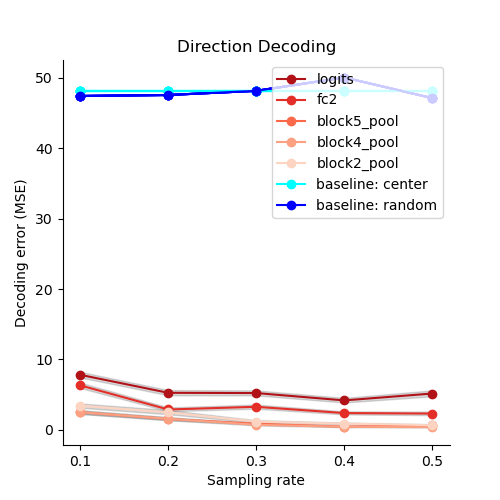 Direction Decoding
50
40
30
20
10
0
Decoding error (MSE)
logits
fc2
block5_pool
block4_pool
block2_pool
baseline: center
baseline: random
0.1 0.2 0.3 0.4 0.5
Sampling rate